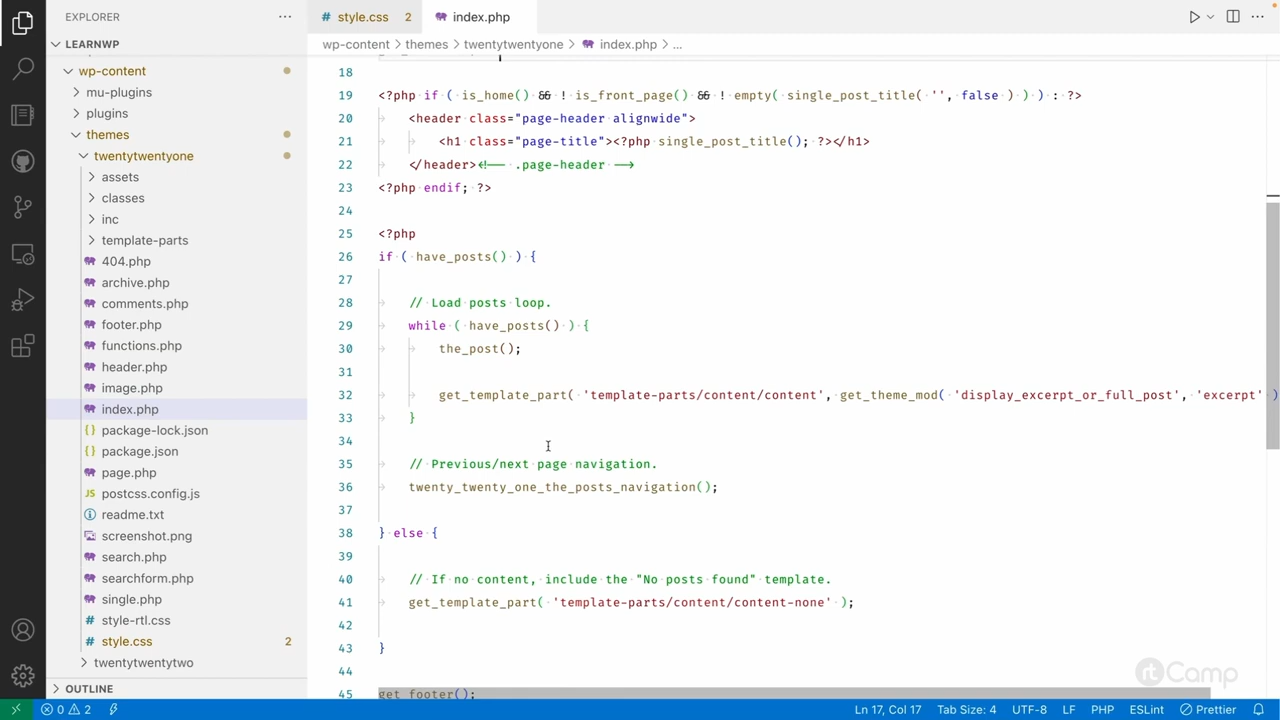 EXPLORER
LEARNWP
wp-content
mu-plugins
plugins
themes
twentytwentyone
assets
classes
inc
template-parts
404.php
archive.php
comments.php
footer.php
functions.php
header.php
image.php
index.php
package-lock.json
package.json
page.php
JS postcss.config.js
readme.txt
screenshot.png
search.php
searchform.php
single.php
# style-rtl.css
# style.css 2
twentytwentytwo
OUTLINE
# style.css 2
index.php
wp-content > themes > twentytwentyone > index.php > ...
18
19 <?php if ( is_home() && ! is_front_page() && ! empty( single_post_title( '', false ) ) ) : ?>
20 <header class="page-header alignwide">
21 <h1 class="page-title"><?php single_post_title(); ?></h1>
22 </header><!-- .page-header -->
23 <?php endif; ?>
24
25 <?php
26 if ( have_posts() ) {
27
28 // Load posts loop.
29 while ( have_posts() ) {
30 the_post();
31
32 get_template_part( 'template-parts/content/content', get_theme_mod( 'display_excerpt_or_full_post', 'excerpt' )
33 }
34
35 // Previous/next page navigation.
36 twenty_twenty_one_the_posts_navigation();
37
38 } else {
39
40 // If no content, include the "No posts found" template.
41 get_template_part( 'template-parts/content/content-none' );
42
43 }
44
45 get_footer();
rtCamp
0 2 Ln 17, Col 17 Tab Size: 4 UTF-8 LF PHP ESLint Prettier